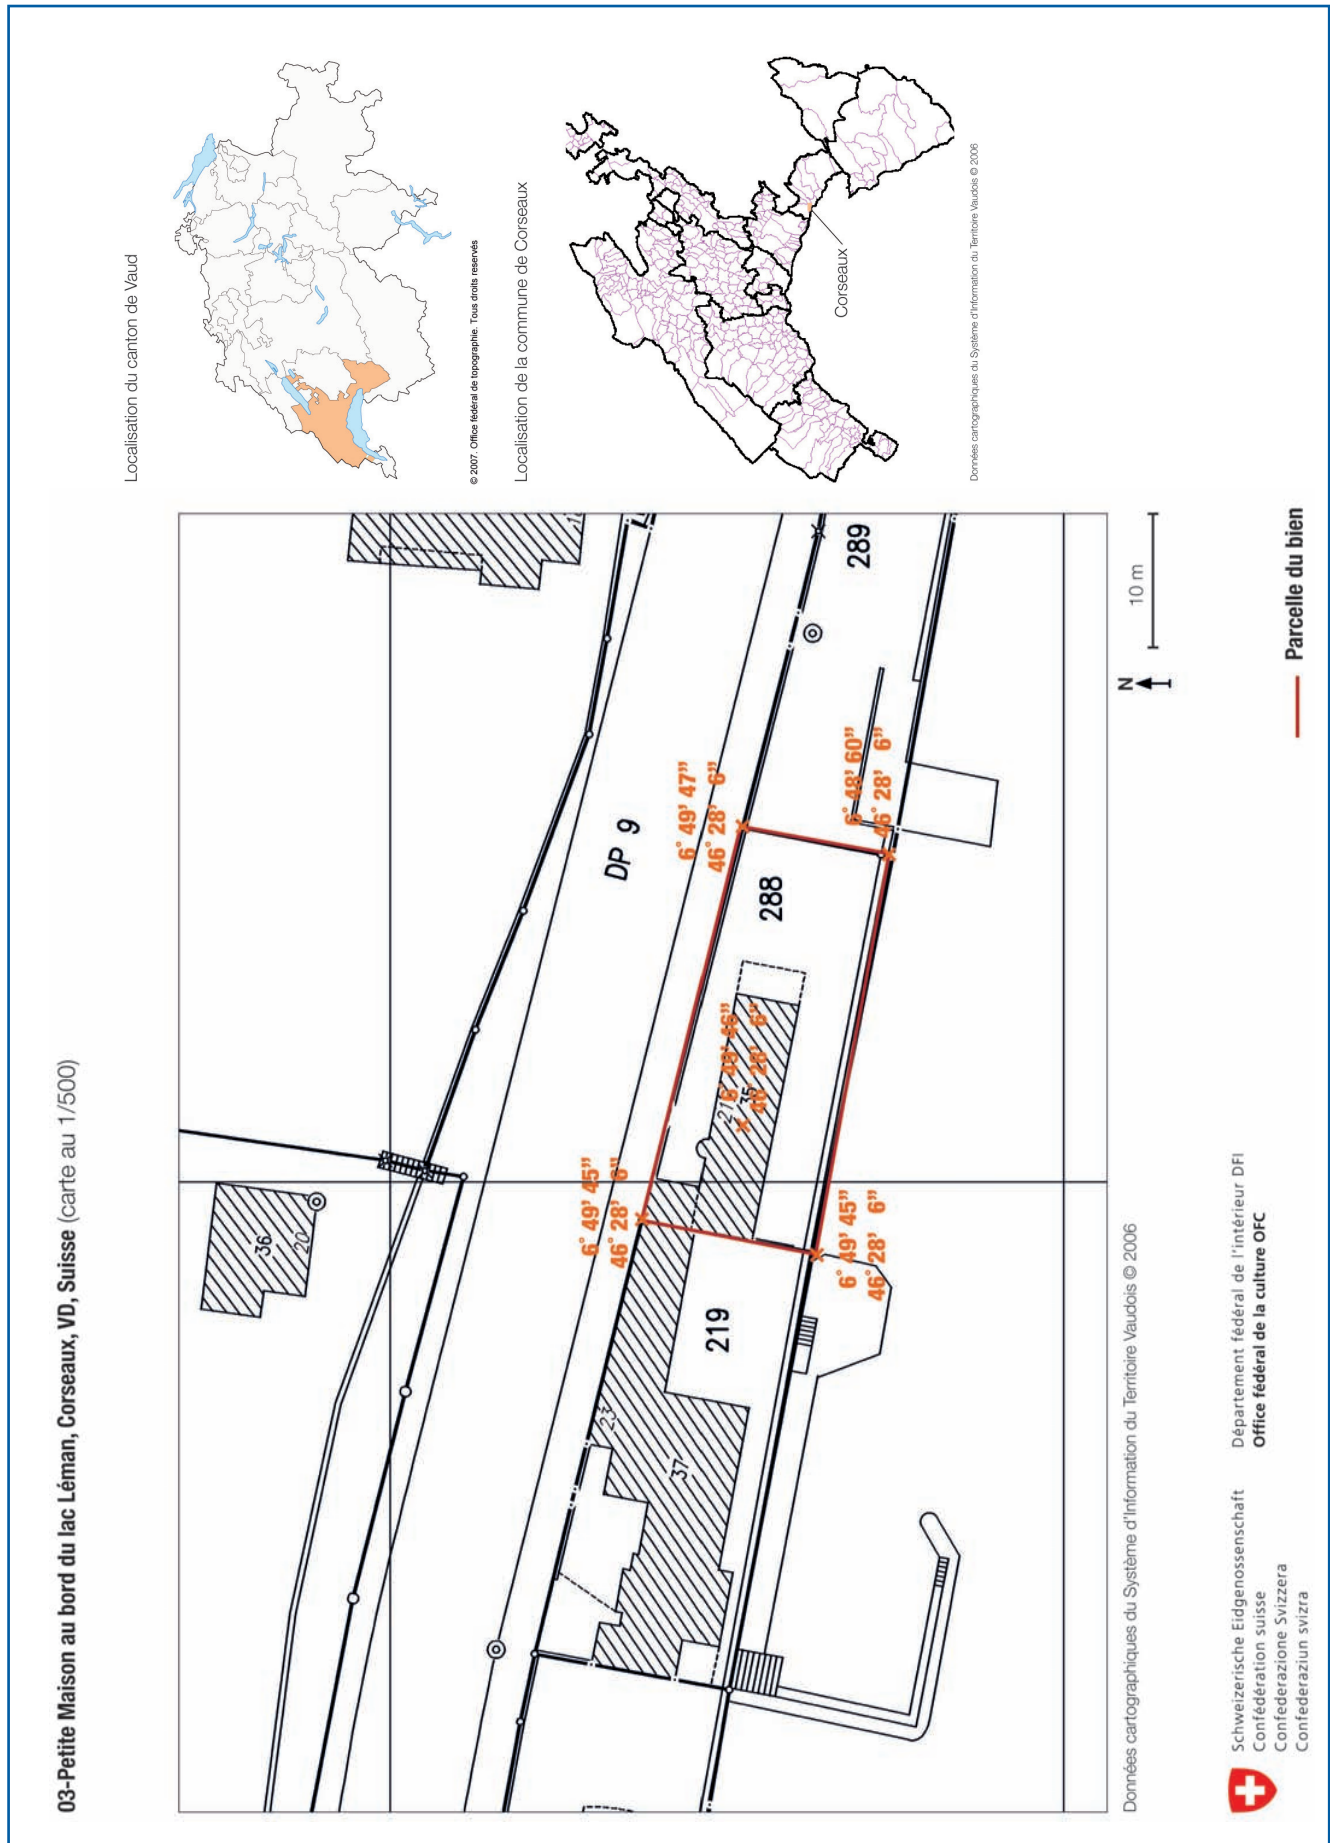 03-Petite Maison au bord du lac Léman, Corseaux, VD, Suisse (carte au 1/500)
36
20
DP 9
6° 49' 45"
46° 28' 6"
6° 49' 47"
46° 28' 6"
23
37
219
21
35
6° 49' 46"
46° 28' 6"
288
289
6° 49' 45"
46° 28' 6"
6° 48' 60"
46° 28' 6"
Données cartographiques du Système d'Information du Territoire Vaudois © 2006
N
10 m
Localisation du canton de Vaud
© 2007. Office fédéral de topographie. Tous droits reservés
Localisation de la commune de Corseaux
Corseaux
Données cartographiques du Système d'Information du Territoire Vaudois © 2006
Schweizerische Eidgenossenschaft
Confédération suisse
Confederazione Svizzera
Confederaziun svizra
Département fédéral de l'intérieur DFI
Office fédéral de la culture OFC
Parcelle du bien